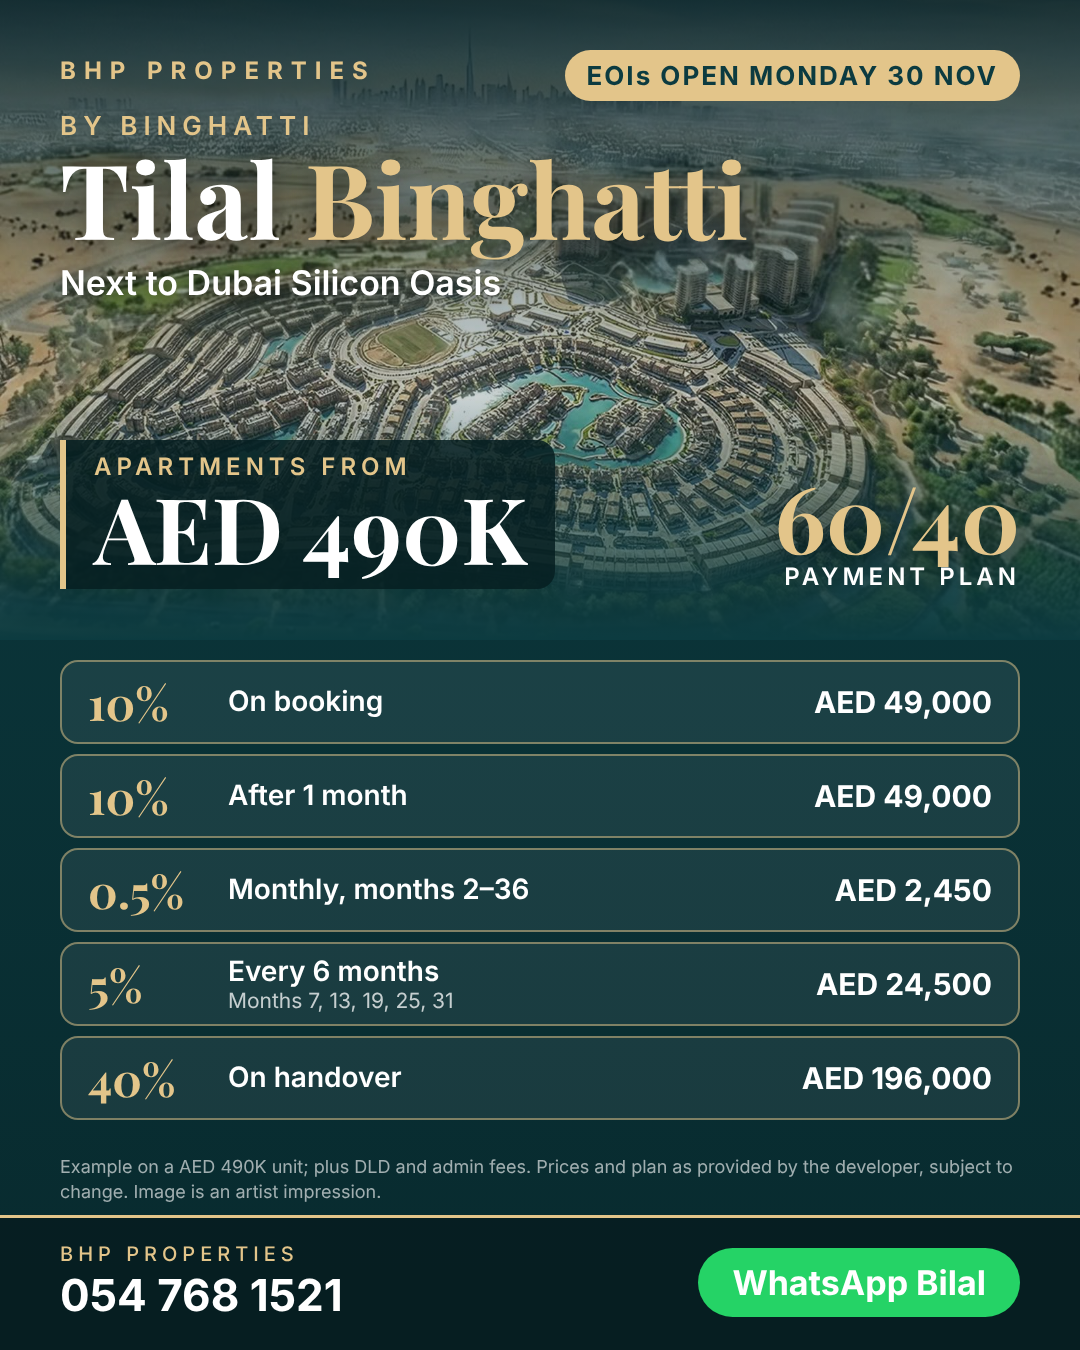 BHP PROPERTIES
EOIs OPEN MONDAY 30 NOV
BY BINGHATTI
Tilal Binghatti
Next to Dubai Silicon Oasis
APARTMENTS FROM
AED 490K
60/40
PAYMENT PLAN
10% On booking AED 49,000
10% After 1 month AED 49,000
0.5% Monthly, months 2–36 AED 2,450
5% Every 6 months AED 24,500
Months 7, 13, 19, 25, 31
40% On handover AED 196,000
Example on a AED 490K unit; plus DLD and admin fees. Prices and plan as provided by the developer, subject to
change. Image is an artist impression.
BHP PROPERTIES
054 768 1521
WhatsApp Bilal